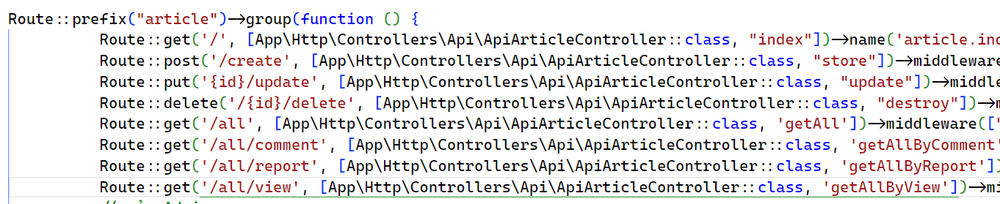 Route::prefix("article")->group(function () {
Route::get('/', [App\Http\Controllers\Api\ApiArticleController::class, "index"])->name('article.ind
Route::post('/create', [App\Http\Controllers\Api\ApiArticleController::class, "store"])->middleware
Route::put('{id}/update', [App\Http\Controllers\Api\ApiArticleController::class, "update"])->middle
Route::delete('/{id}/delete', [App\Http\Controllers\Api\ApiArticleController::class, "destroy"])->m
Route::get('/all', [App\Http\Controllers\Api\ApiArticleController::class, 'getAll'])->middleware(['
Route::get('/all/comment', [App\Http\Controllers\Api\ApiArticleController::class, 'getAllByComment'
Route::get('/all/report', [App\Http\Controllers\Api\ApiArticleController::class, 'getAllByReport'])
Route::get('/all/view', [App\Http\Controllers\Api\ApiArticleController::class, 'getAllByView'])->mi